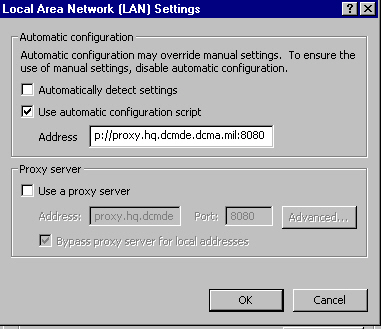 Local Area Network (LAN) Settings
Automatic configuration
Automatic configuration may override manual settings. To ensure the
use of manual settings, disable automatic configuration.
Automatically detect settings
Use automatic configuration script
Address p://proxy.hq.dcmde.dcma.mil:8080
Proxy server
Use a proxy server
Address: proxy.hq.dcmde Port: 8080 Advanced...
Bypass proxy server for local addresses
OK Cancel